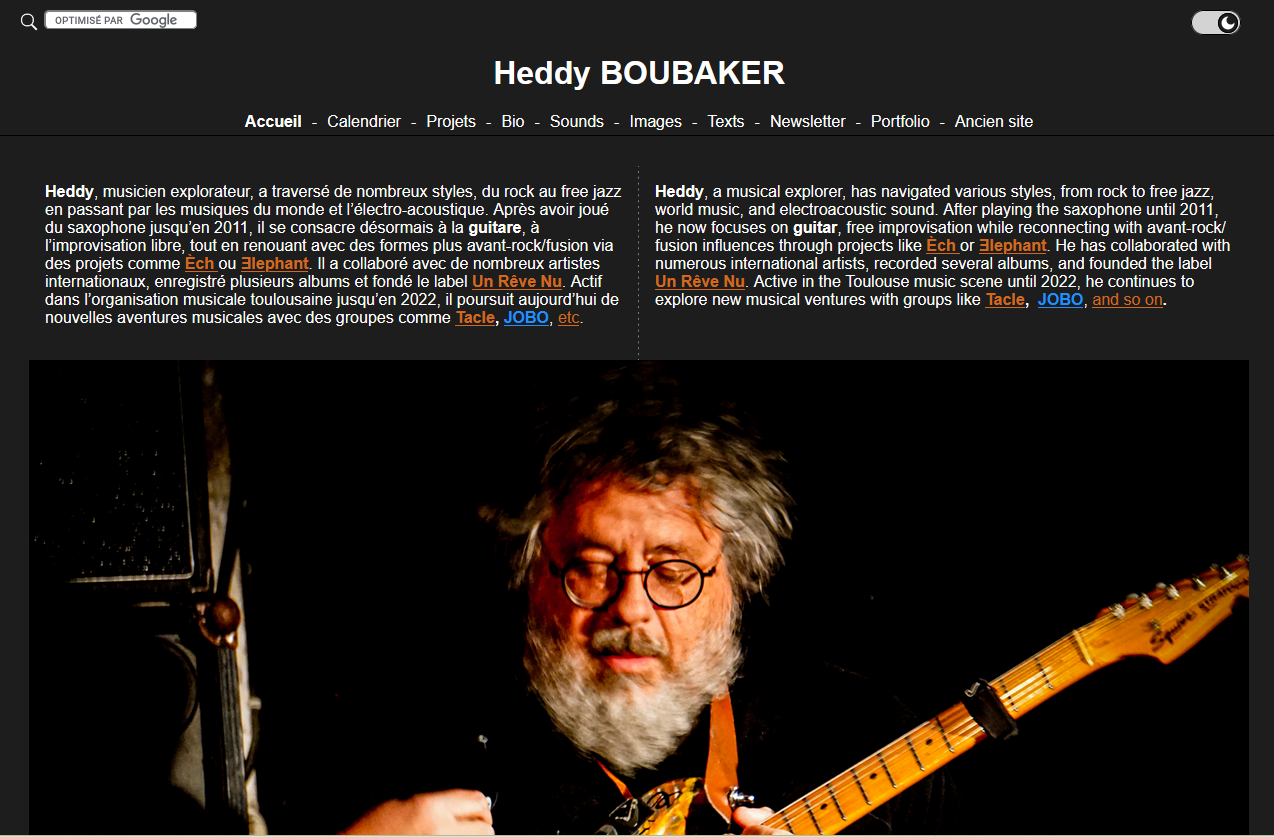 OPTIMISÉ PAR Google
Heddy BOUBAKER
Accueil - Calendrier - Projets - Bio - Sounds - Images - Texts - Newsletter - Portfolio - Ancien site
Heddy, musicien explorateur, a traversé de nombreux styles, du rock au free jazz
en passant par les musiques du monde et l’électro-acoustique. Après avoir joué
du saxophone jusqu’en 2011, il se consacre désormais à la guitare, à
l’improvisation libre, tout en renouant avec des formes plus avant-rock/fusion via
des projets comme Èch ou Ǝlephant. Il a collaboré avec de nombreux artistes
internationaux, enregistré plusieurs albums et fondé le label Un Rêve Nu. Actif
dans l’organisation musicale toulousaine jusqu’en 2022, il poursuit aujourd’hui de
nouvelles aventures musicales avec des groupes comme Tacle, JOBO, etc.
Heddy, a musical explorer, has navigated various styles, from rock to free jazz,
world music, and electroacoustic sound. After playing the saxophone until 2011,
he now focuses on guitar, free improvisation while reconnecting with avant-rock/
fusion influences through projects like Èch or Ǝlephant. He has collaborated with
numerous international artists, recorded several albums, and founded the label
Un Rêve Nu. Active in the Toulouse music scene until 2022, he continues to
explore new musical ventures with groups like Tacle, JOBO, and so on.
Squier